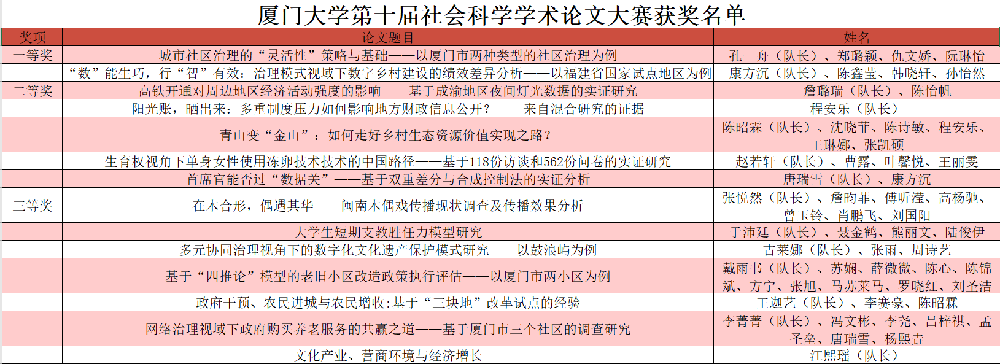 厦门大学第十届社会科学学术论文大赛获奖名单
奖项 论文题目 姓名
一等奖 城市社区治理的“灵活性”策略与基础——以厦门市两种类型的社区治理为例 孔一舟（队长）、郑璐颖、仇文娇、阮琳怡
“数”能生巧，行“智”有效：治理模式视域下数字乡村建设的绩效差异分析——以福建省国家试点地区为例 康方沉（队长）、陈鑫莹、韩晓轩、孙怡然
二等奖 高铁开通对周边地区经济活动强度的影响——基于成渝地区夜间灯光数据的实证研究 詹璐瑞（队长）、陈怡帆
阳光账，晒出来：多重制度压力如何影响地方财政信息公开？——来自混合研究的证据 程安乐（队长）
青山变“金山”：如何走好乡村生态资源价值实现之路？ 陈昭霖（队长）、沈晓菲、陈诗敏、程安乐、
王琳娜、张凯硕
生育权视角下单身女性使用冻卵技术技术的中国路径——基于118份访谈和562份问卷的实证研究 赵若轩（队长）、曹露、叶馨悦、王丽雯
首席官能否过“数据关”——基于双重差分与合成控制法的实证分析 唐瑞雪（队长）、康方沉
三等奖 在木合形，偶遇其华——闽南木偶戏传播现状调查及传播效果分析 张悦然（队长）、詹昀菲、傅昕滢、高杨驰、
曾玉铃、肖鹏飞、刘国阳
大学生短期支教胜任力模型研究 于沛廷（队长）、聂金鹤、熊丽文、陆俊伊
多元协同治理视角下的数字化文化遗产保护模式研究——以鼓浪屿为例 古莱娜（队长）、张雨、周诗艺
基于“四推论”模型的老旧小区改造政策执行评估——以厦门市两小区为例 戴雨书（队长）、苏娴、薛微微、陈心、陈锦
斌、方宁、张旭、马苏莱马、罗晓红、刘圣洁
政府干预、农民进城与农民增收:基于“三块地”改革试点的经验 王迦艺（队长）、李赛豪、陈昭霖
网络治理视域下政府购买养老服务的共赢之道——基于厦门市三个社区的调查研究 李菁菁（队长）、冯文彬、李尧、吕梓祺、孟
圣垒、唐瑞雪、杨熙垚
文化产业、营商环境与经济增长 江熙瑶（队长）